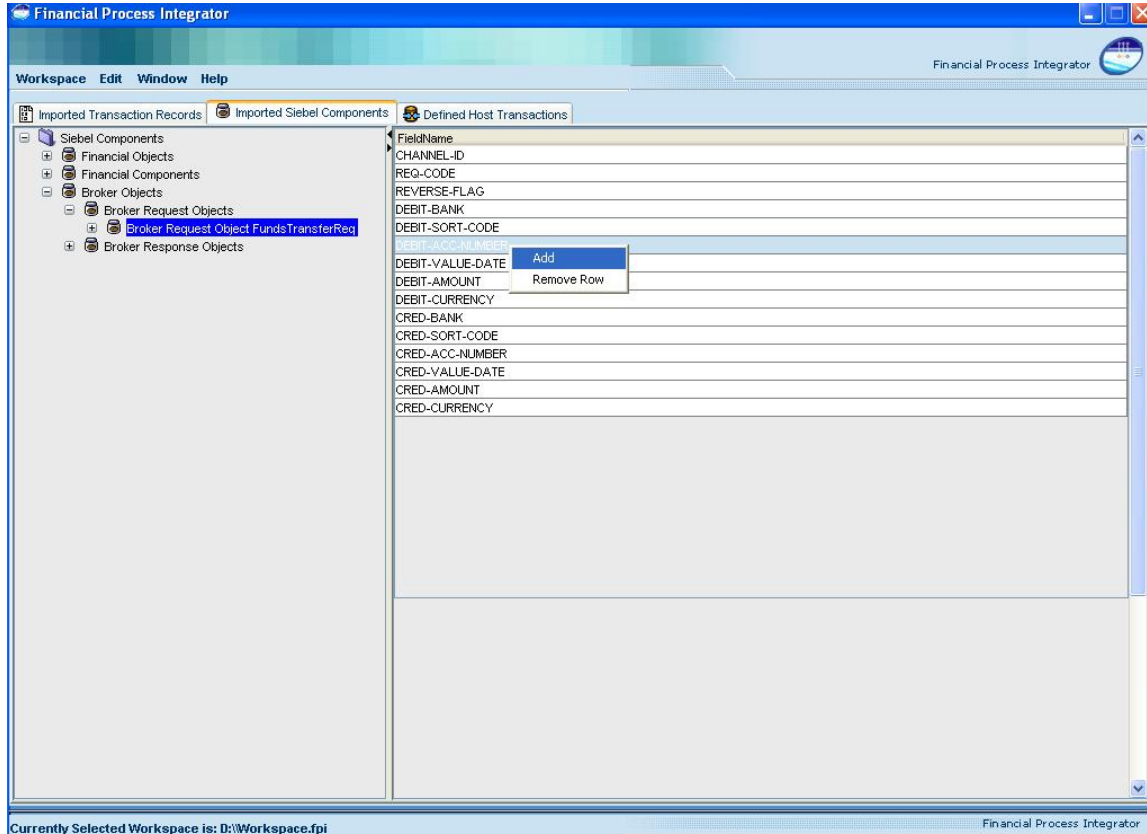 Financial Process Integrator
Financial Process Integrator
Workspace Edit Window Help
Imported Transaction Records Imported Siebel Components Defined Host Transactions
Siebel Components
Financial Objects
Financial Components
Broker Objects
Broker Request Objects
Broker Request Object FundsTransferReq
Broker Response Objects
FieldName
CHANNEL-ID
REQ-CODE
REVERSE-FLAG
DEBIT-BANK
DEBIT-SORT-CODE
DEBIT-ACC-NUMBER
DEBIT-VALUE-DATE
DEBIT-AMOUNT
DEBIT-CURRENCY
CRED-BANK
CRED-SORT-CODE
CRED-ACC-NUMBER
CRED-VALUE-DATE
CRED-AMOUNT
CRED-CURRENCY
Add
Remove Row
Currently Selected Workspace is: D:\\Workspace.fpi
Financial Process Integrator